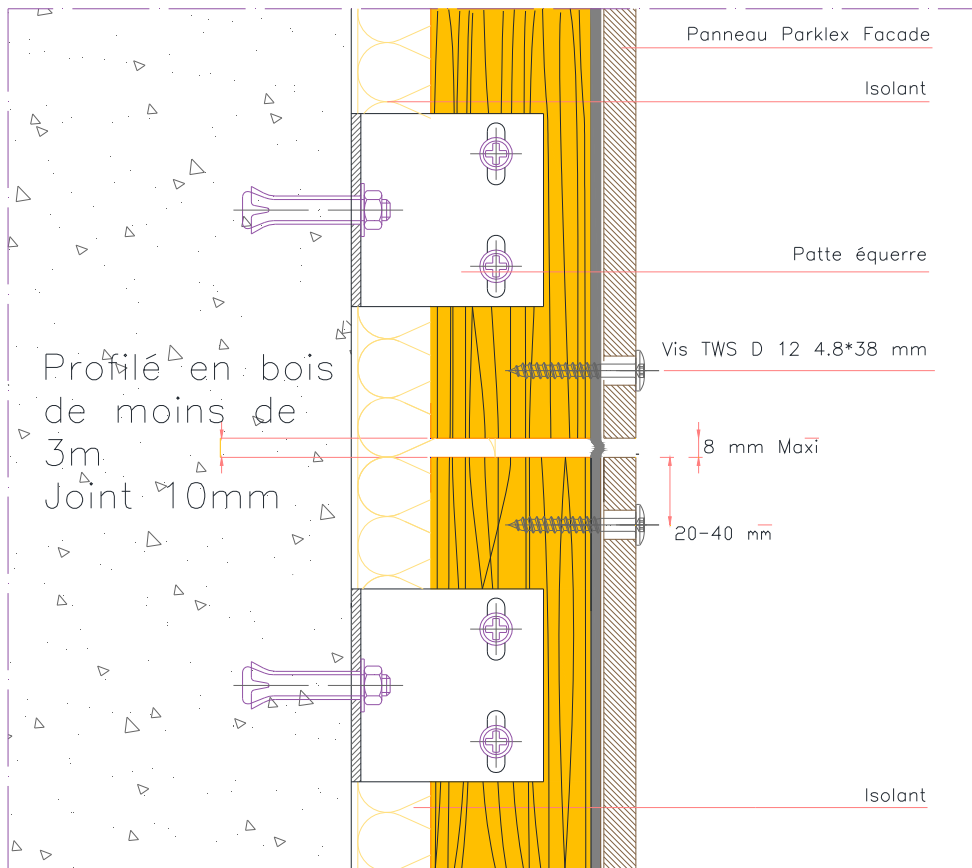 Panneau Parklex Facade
Isolant
Patte équerre
Vis TWS D 12 4.8*38 mm
Profilé en bois
de moins de
3m
Joint 10mm
8 mm Maxi
20-40 mm
Isolant